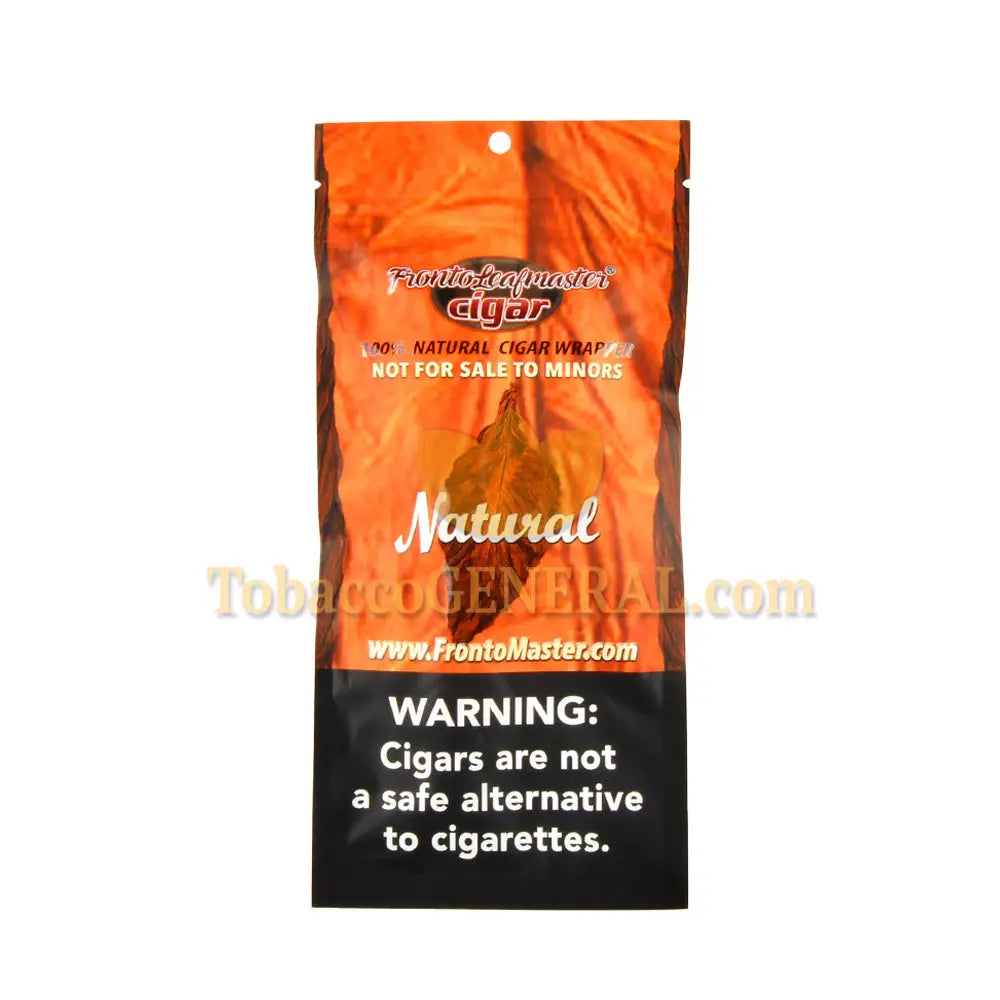 FrontoLeafmaster®
cigar
100% NATURAL CIGAR WRAPPER
NOT FOR SALE TO MINORS
Natural
TobaccoGENERAL.com
www.FrontoMaster.com
WARNING:
Cigars are not
a safe alternative
to cigarettes.